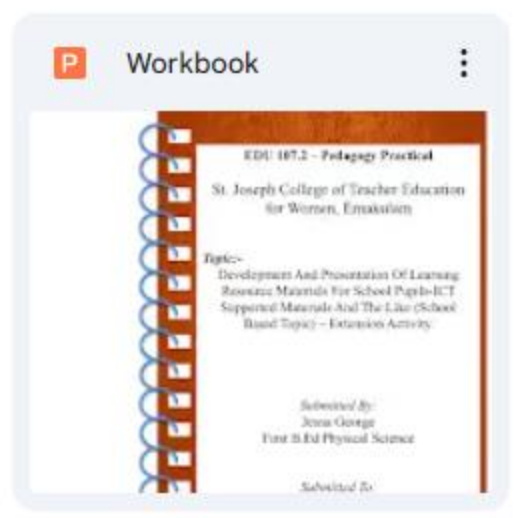 P Workbook
EDU 107.2 – Pedagogy Practical
St. Joseph College of Teacher Education
for Women, Ernakulam
Topic:-
Development And Presentation Of Learning
Resource Materials For School Pupils-ICT
Supported Materials And The Like (School
Based Topic) – Extension Activity
Submitted By:
Jesna George
First B.Ed Physical Science
Submitted To: